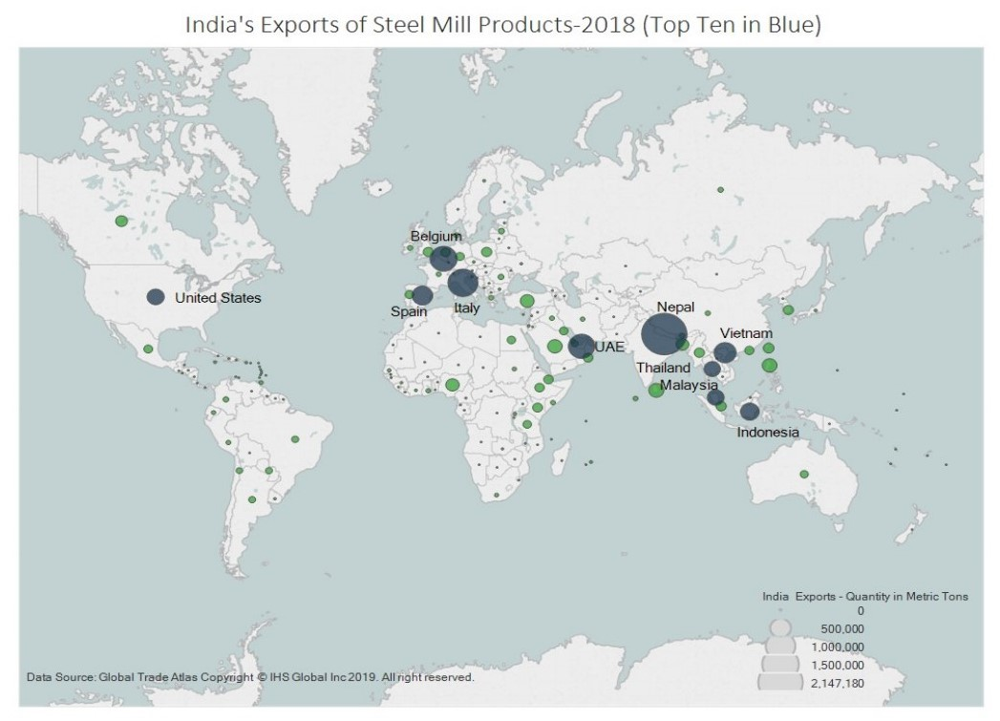 India's Exports of Steel Mill Products-2018 (Top Ten in Blue)
Belgium
United States
Spain
Italy
Nepal
UAE
Vietnam
Thailand
Malaysia
Indonesia
India Exports - Quantity in Metric Tons
0
500,000
1,000,000
1,500,000
2,147,180
Data Source: Global Trade Atlas Copyright © IHS Global Inc 2019. All right reserved.